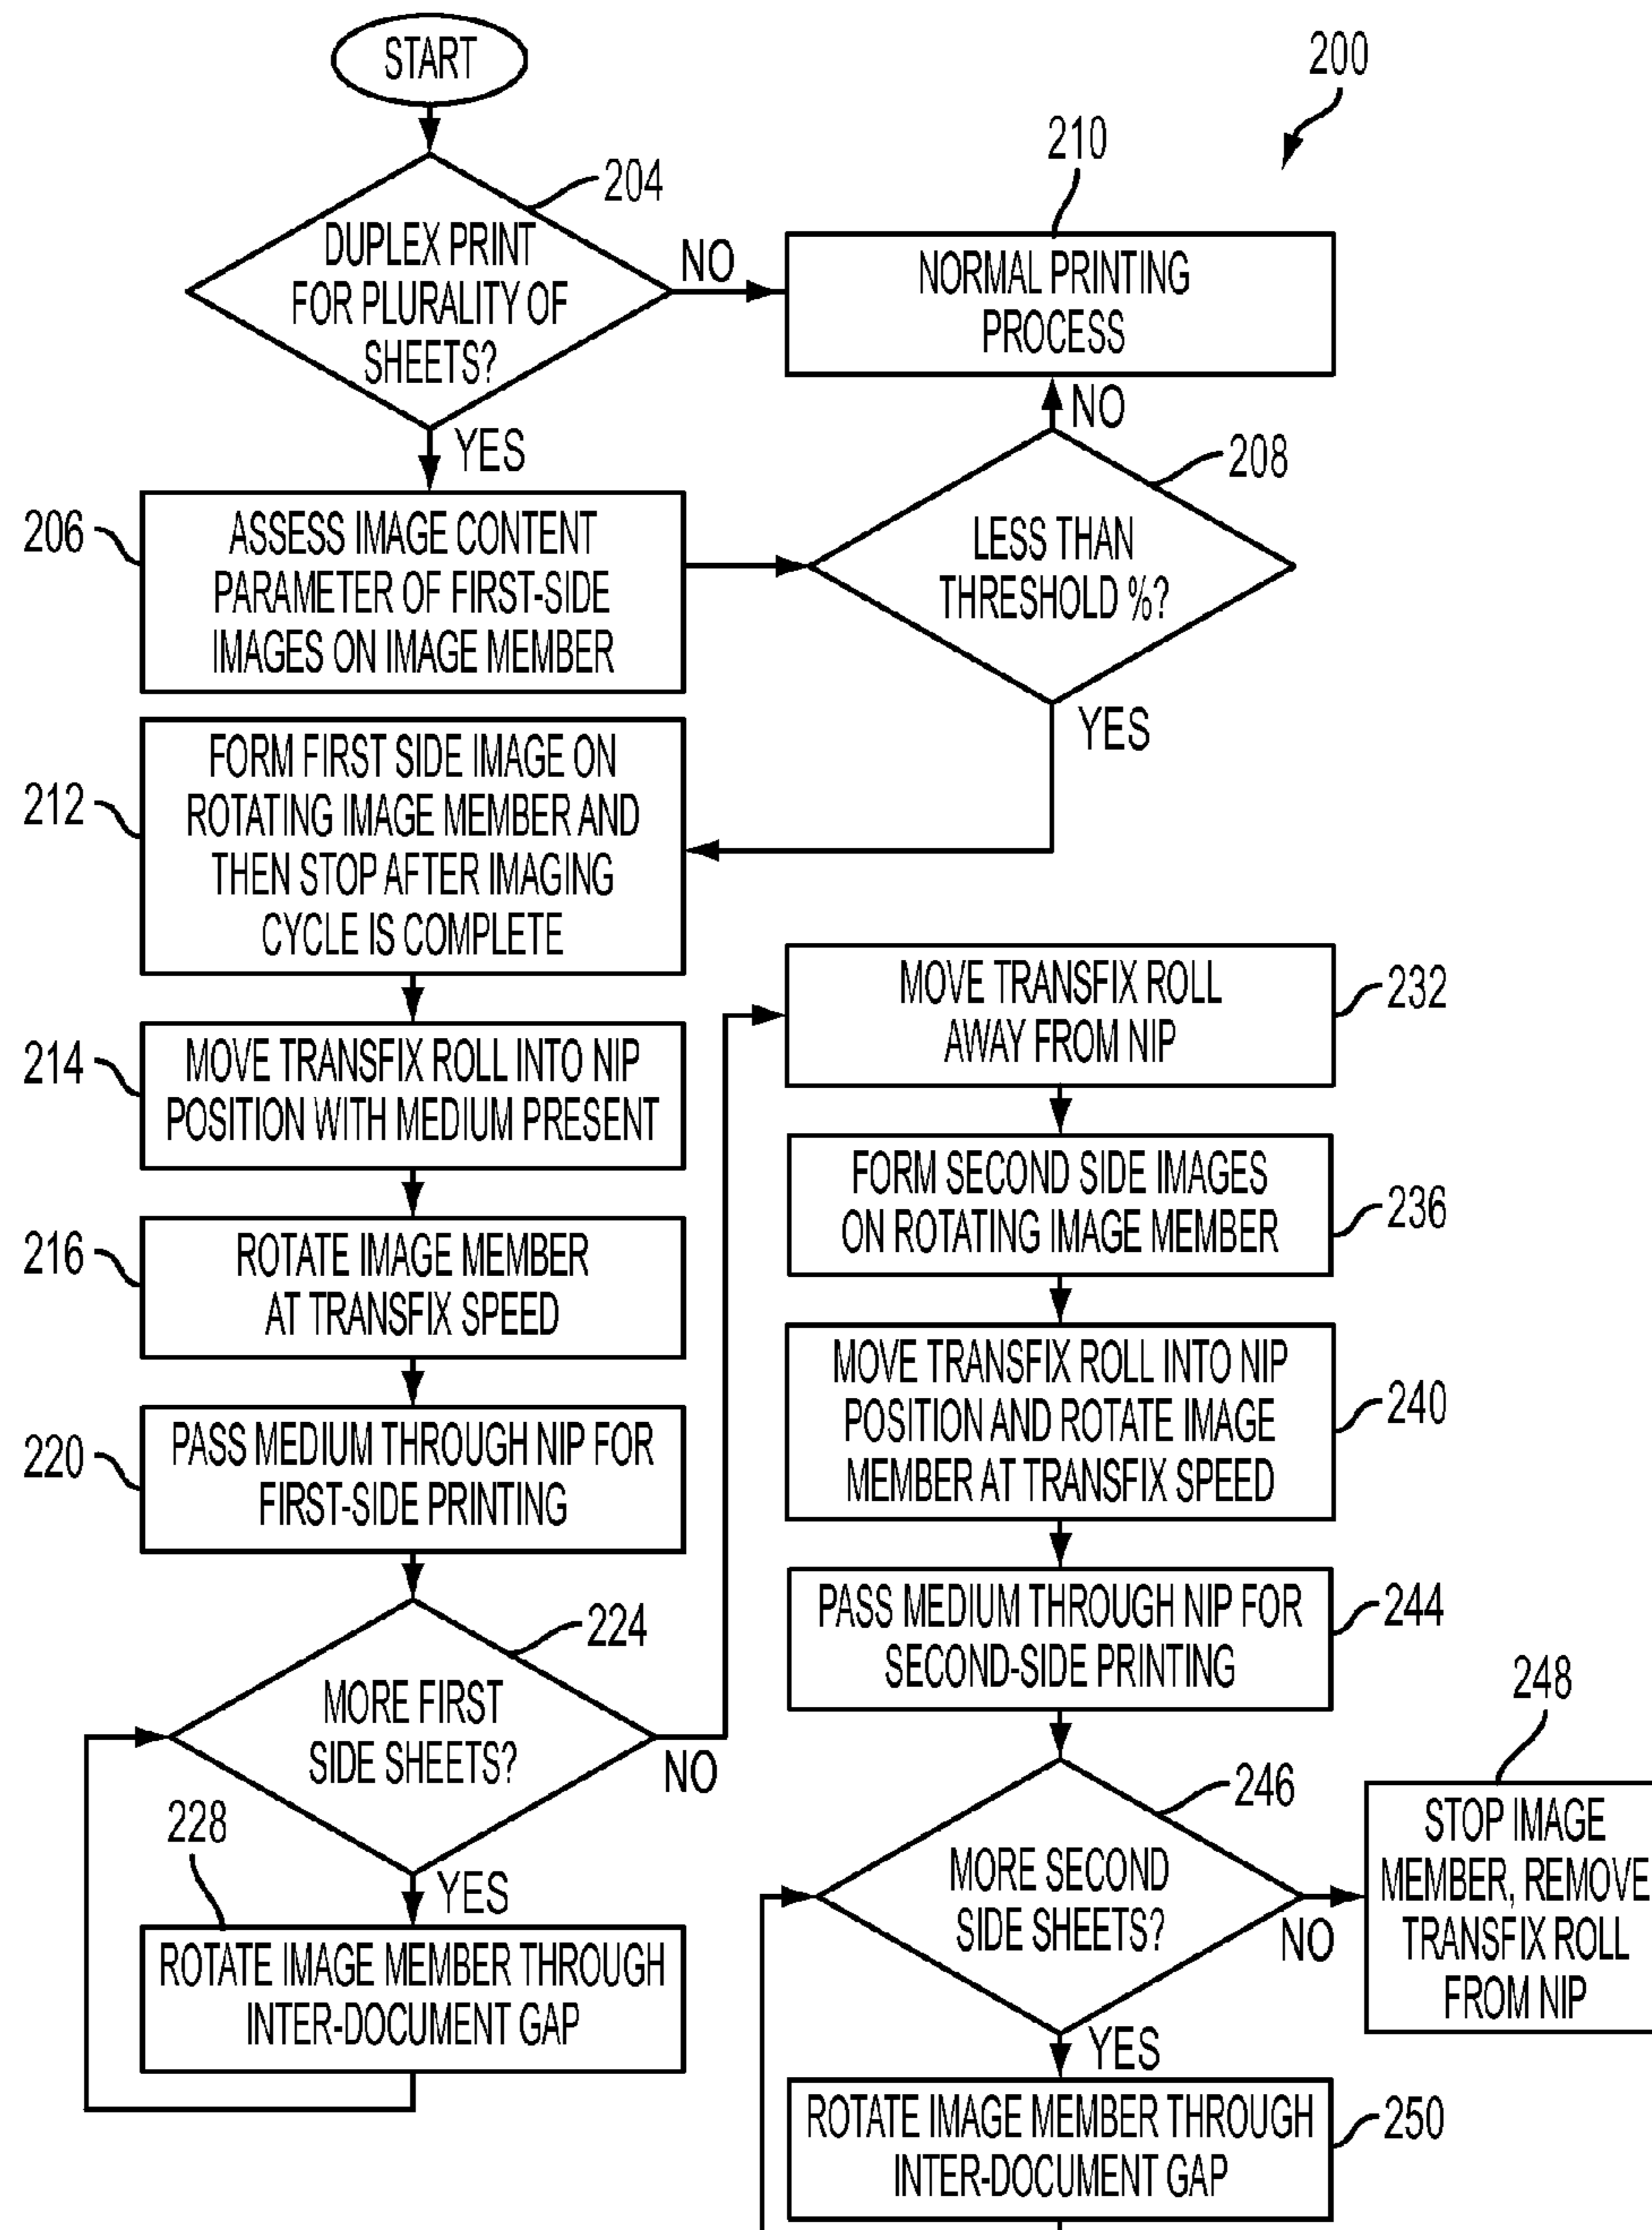 START
200
204
DUPLEX PRINT
FOR PLURALITY OF
SHEETS?
NO
YES
210
NORMAL PRINTING
PROCESS
206
ASSESS IMAGE CONTENT
PARAMETER OF FIRST-SIDE
IMAGES ON IMAGE MEMBER
NO
208
LESS THAN
THRESHOLD %?
YES
212
FORM FIRST SIDE IMAGE ON
ROTATING IMAGE MEMBER AND
THEN STOP AFTER IMAGING
CYCLE IS COMPLETE
214
MOVE TRANSFIX ROLL INTO NIP
POSITION WITH MEDIUM PRESENT
216
ROTATE IMAGE MEMBER
AT TRANSFIX SPEED
220
PASS MEDIUM THROUGH NIP FOR
FIRST-SIDE PRINTING
224
MORE FIRST
SIDE SHEETS?
NO
YES
228
ROTATE IMAGE MEMBER THROUGH
INTER-DOCUMENT GAP
232
MOVE TRANSFIX ROLL
AWAY FROM NIP
236
FORM SECOND SIDE IMAGES
ON ROTATING IMAGE MEMBER
240
MOVE TRANSFIX ROLL INTO NIP
POSITION AND ROTATE IMAGE
MEMBER AT TRANSFIX SPEED
244
PASS MEDIUM THROUGH NIP FOR
SECOND-SIDE PRINTING
246
MORE SECOND
SIDE SHEETS?
NO
YES
248
STOP IMAGE
MEMBER, REMOVE
TRANSFIX ROLL
FROM NIP
250
ROTATE IMAGE MEMBER THROUGH
INTER-DOCUMENT GAP